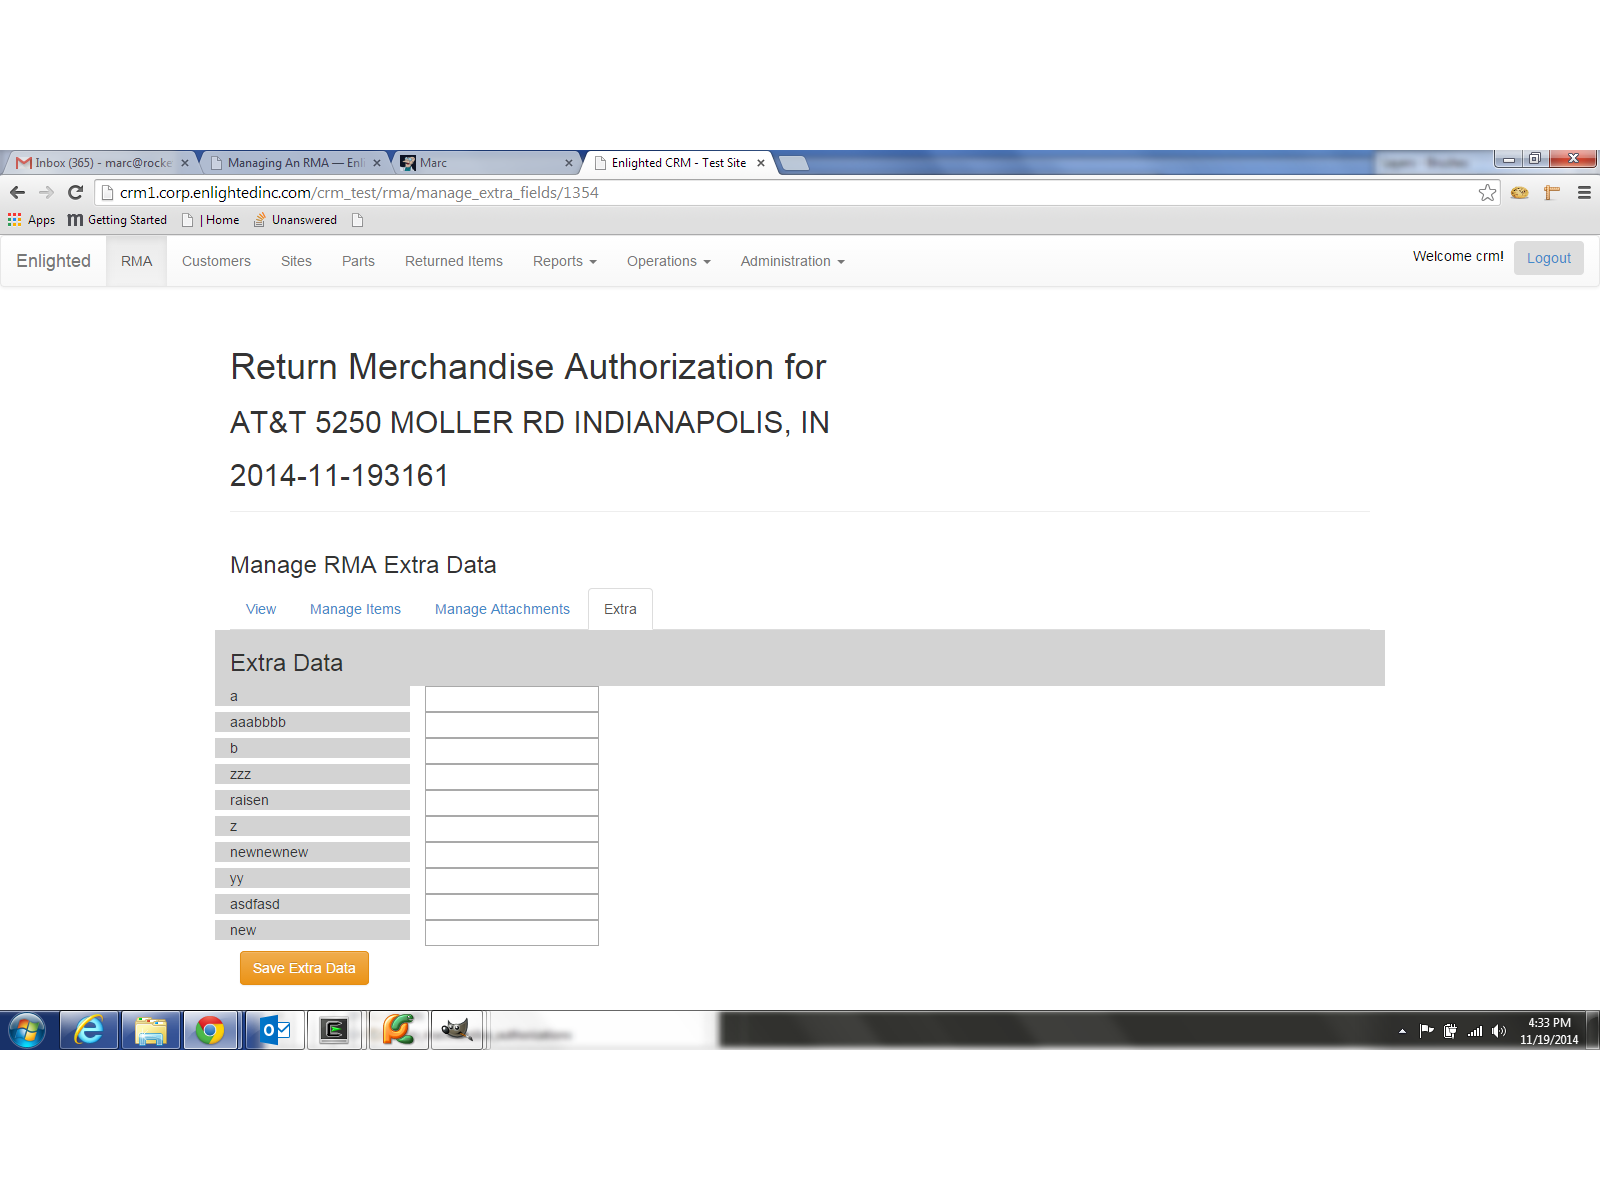 Inbox (365) - marc@rocke
Managing An RMA — Enl
Marc
Enlighted CRM - Test Site
crm1.corp.enlightedinc.com/crm_test/rma/manage_extra_fields/1354
Apps
Getting Started
| Home
Unanswered
Enlighted
RMA
Customers
Sites
Parts
Returned Items
Reports
Operations
Administration
Welcome crm!
Logout
Return Merchandise Authorization for
AT&T 5250 MOLLER RD INDIANAPOLIS, IN
2014-11-193161
Manage RMA Extra Data
View
Manage Items
Manage Attachments
Extra
Extra Data
a
aaabbbb
b
zzz
raisen
z
newnewnew
yy
asdfasd
new
Save Extra Data
4:33 PM
11/19/2014